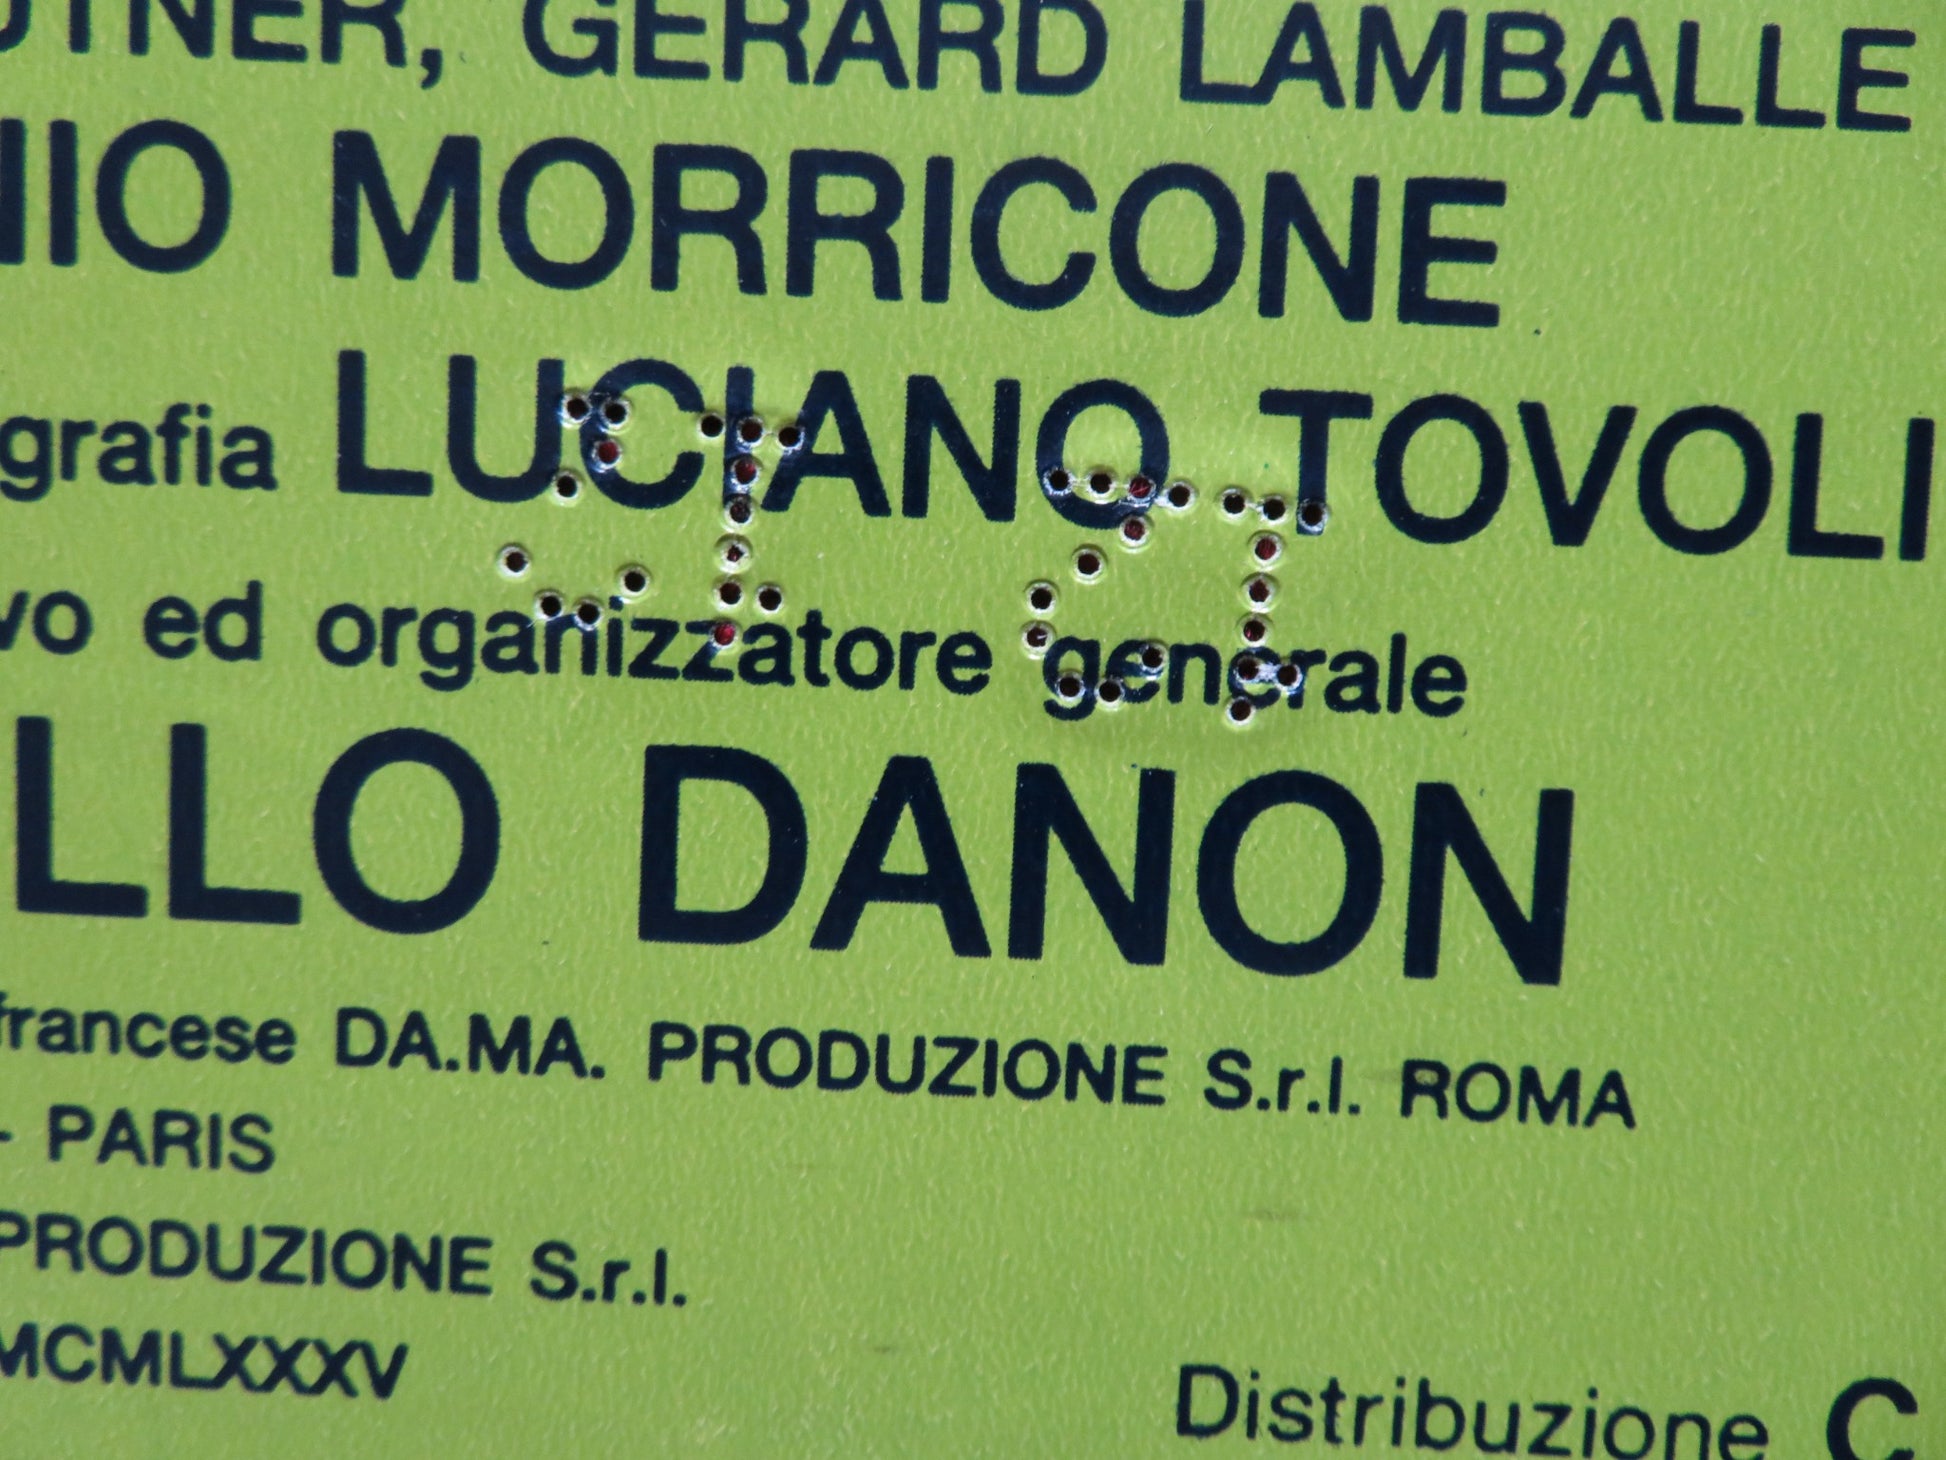 UTNER, GERARD LAMBALLE
NIO MORRICONE
grafia LUCIANO TOVOLI
vo ed organizzatore generale
LLO DANON
francese DA.MA. PRODUZIONE S.r.l. ROMA
- PARIS
PRODUZIONE S.r.l.
MCMLXXXV
Distribuzione C